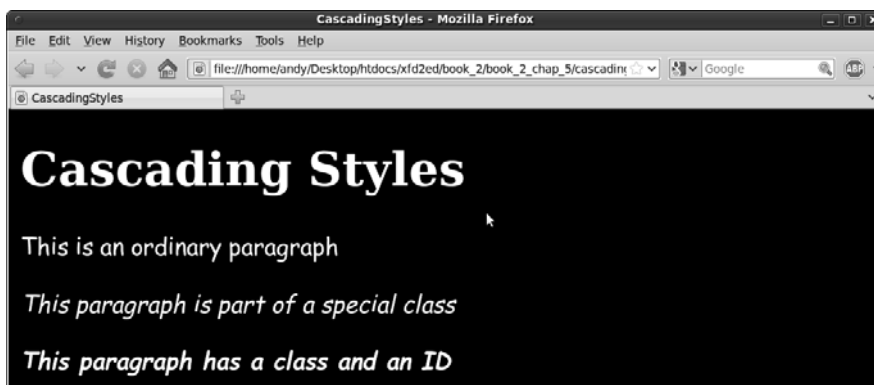 CascadingStyles - Mozilla Firefox
File Edit View History Bookmarks Tools Help
file:///home/andy/Desktop/htdocs/xfd2ed/book_2/book_2_chap_5/cascading Google ABP
CascadingStyles
Cascading Styles
This is an ordinary paragraph
This paragraph is part of a special class
This paragraph has a class and an ID